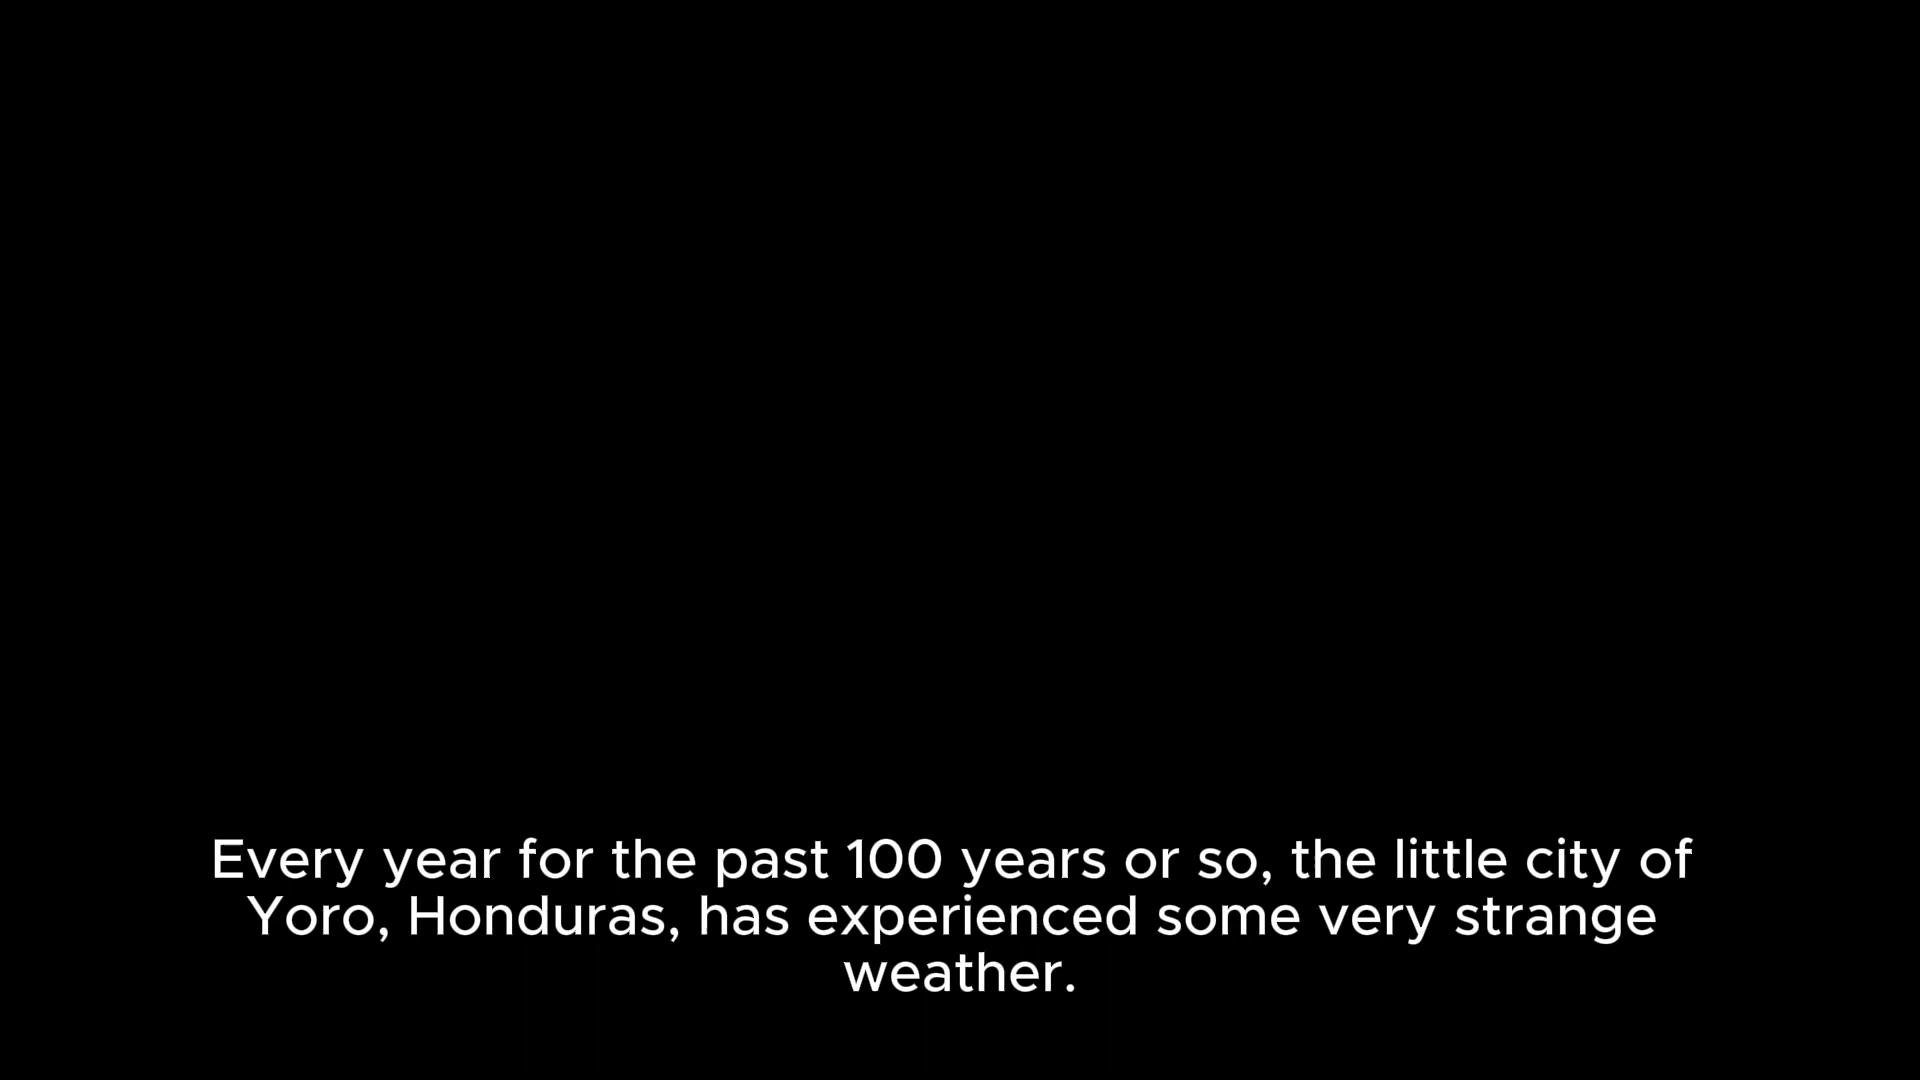 Every year for the past 100 years or so, the little city of
Yoro, Honduras, has experienced some very strange
weather.